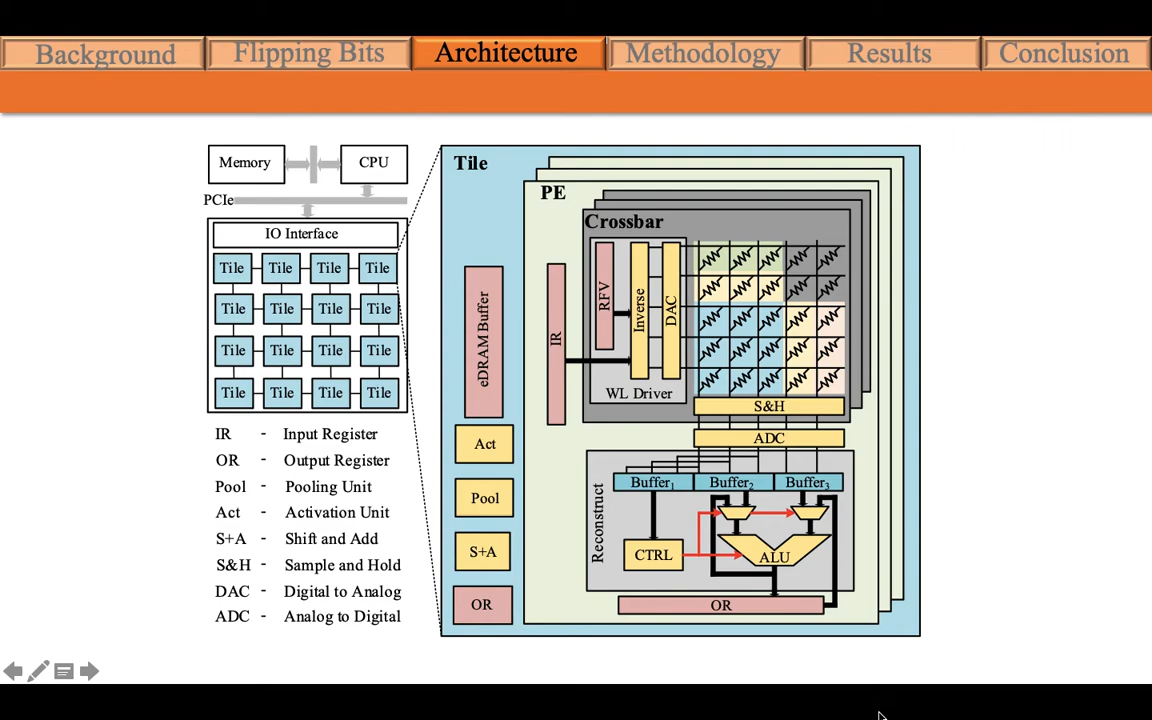 Background Flipping Bits Architecture Methodology Results Conclusion
Memory CPU
PCIe
IO Interface
Tile Tile Tile Tile
Tile Tile Tile Tile
Tile Tile Tile Tile
Tile Tile Tile Tile
IR - Input Register
OR - Output Register
Pool - Pooling Unit
Act - Activation Unit
S+A - Shift and Add
S&H - Sample and Hold
DAC - Digital to Analog
ADC - Analog to Digital
Tile
eDRAM Buffer
Act
Pool
S+A
OR
PE
IR
Crossbar
RFV
Inverse
DAC
WL Driver
S&H
ADC
Reconstruct
Buffer₁ Buffer₂ Buffer₃
CTRL
ALU
OR